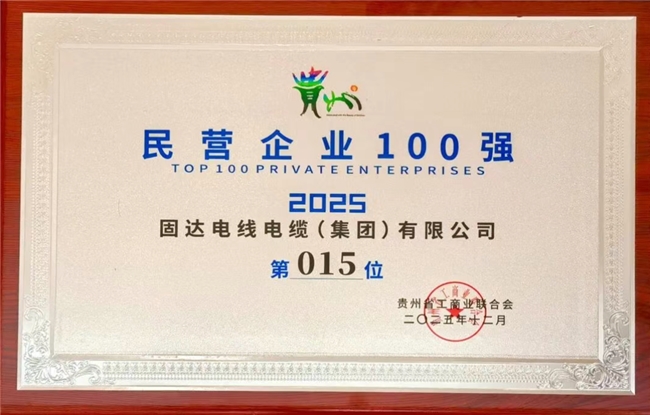 民营企业100强
TOP 100 PRIVATE ENTERPRISES
2025
固达电线电缆(集团)有限公司
第015位
贵州省工商业联合会
二〇二五年十二月